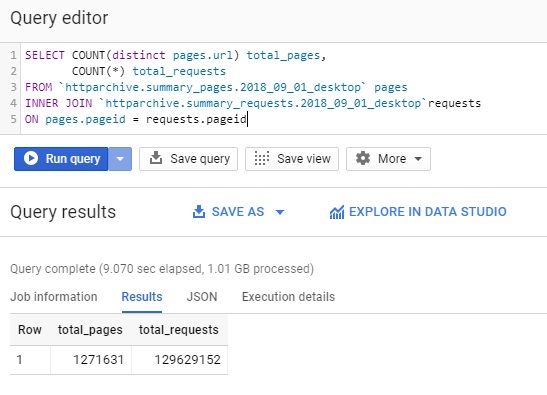 Query editor
1 SELECT COUNT(distinct pages.url) total_pages,
2 COUNT(*) total_requests
3 FROM `httparchive.summary_pages.2018_09_01_desktop` pages
4 INNER JOIN `httparchive.summary_requests.2018_09_01_desktop`requests
5 ON pages.pageid = requests.pageid
Run query Save query Save view More
Query results SAVE AS EXPLORE IN DATA STUDIO
Query complete (9.070 sec elapsed, 1.01 GB processed)
Job information Results JSON Execution details
Row total_pages total_requests
1 1271631 129629152